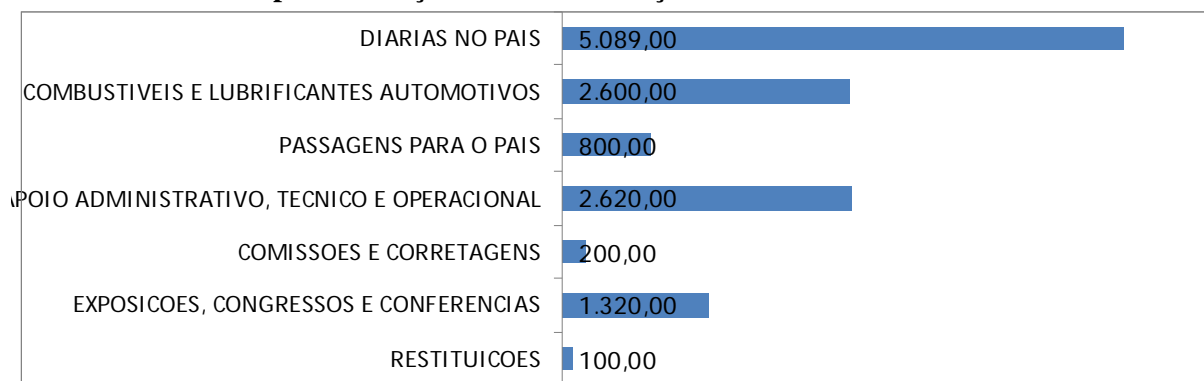 DIARIAS NO PAIS 5.089,00
COMBUSTIVEIS E LUBRIFICANTES AUTOMOTIVOS 2.600,00
PASSAGENS PARA O PAIS 800,00
POIO ADMINISTRATIVO, TECNICO E OPERACIONAL 2.620,00
COMISSOES E CORRETAGENS 200,00
EXPOSICOES, CONGRESSOS E CONFERENCIAS 1.320,00
RESTITUICOES 100,00